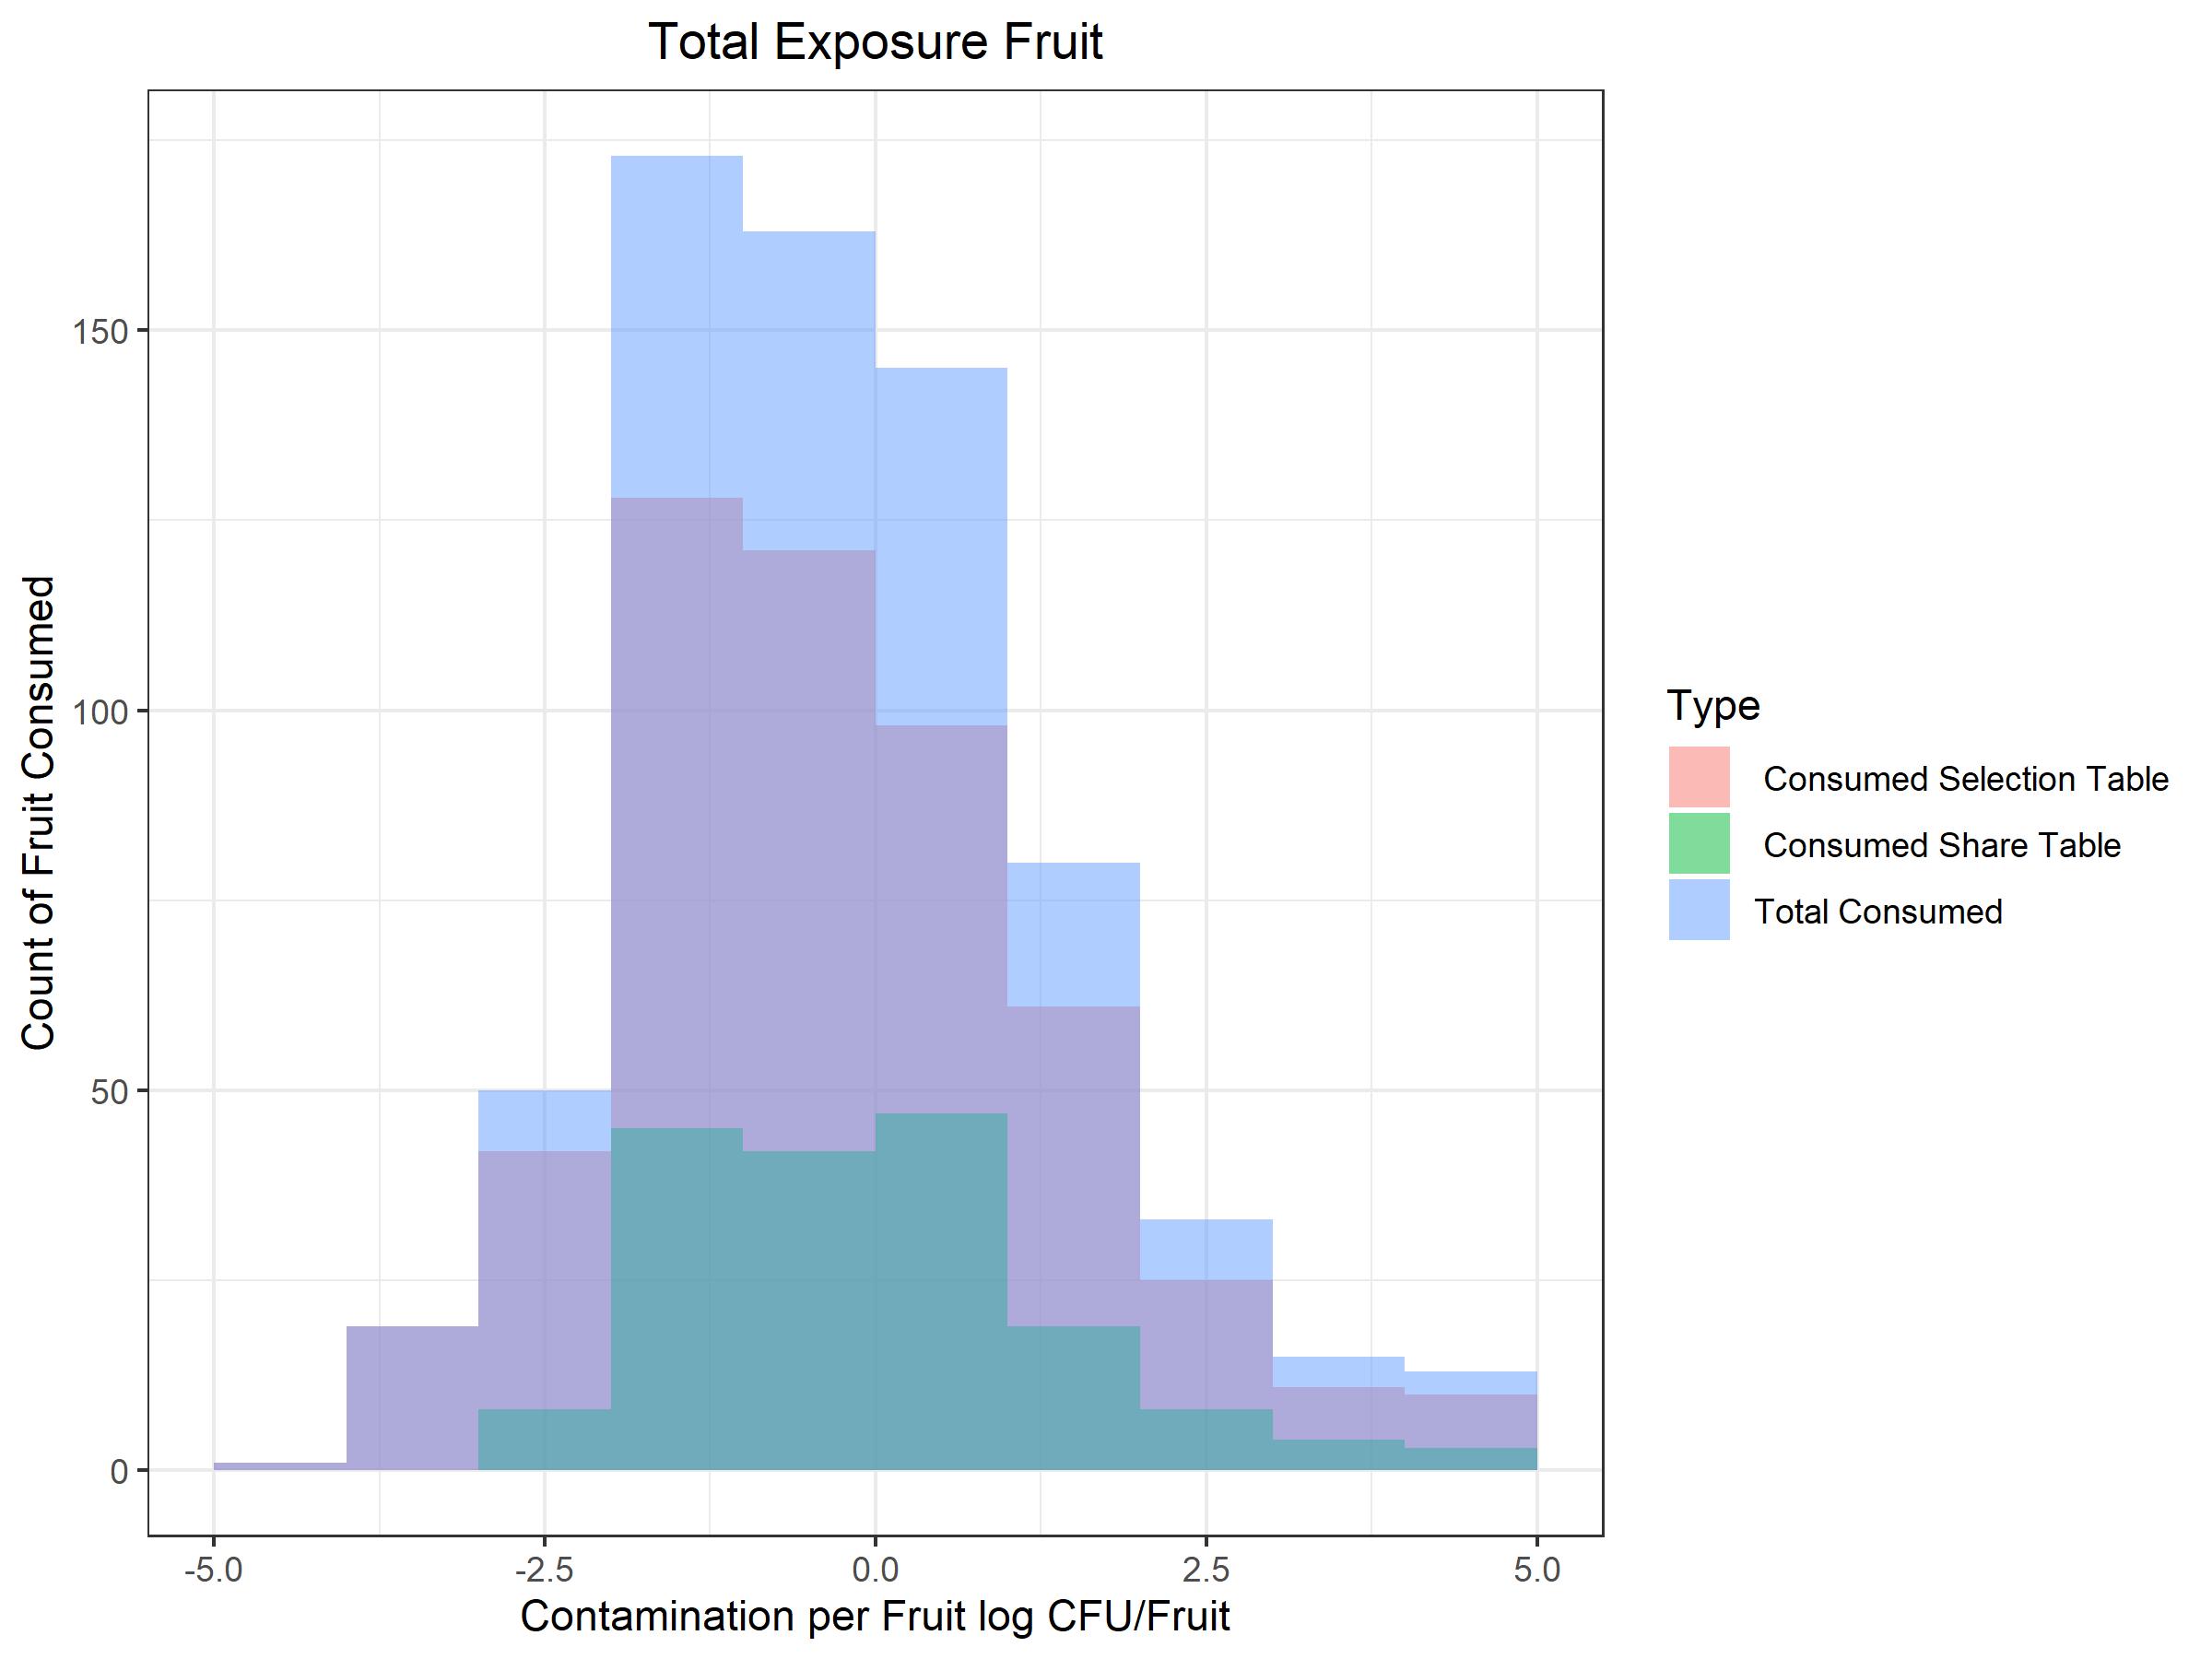 Total Exposure Fruit
Count of Fruit Consumed
150
100
50
0
-5.0
-2.5
0.0
2.5
5.0
Contamination per Fruit log CFU/Fruit
Type
Consumed Selection Table
Consumed Share Table
Total Consumed